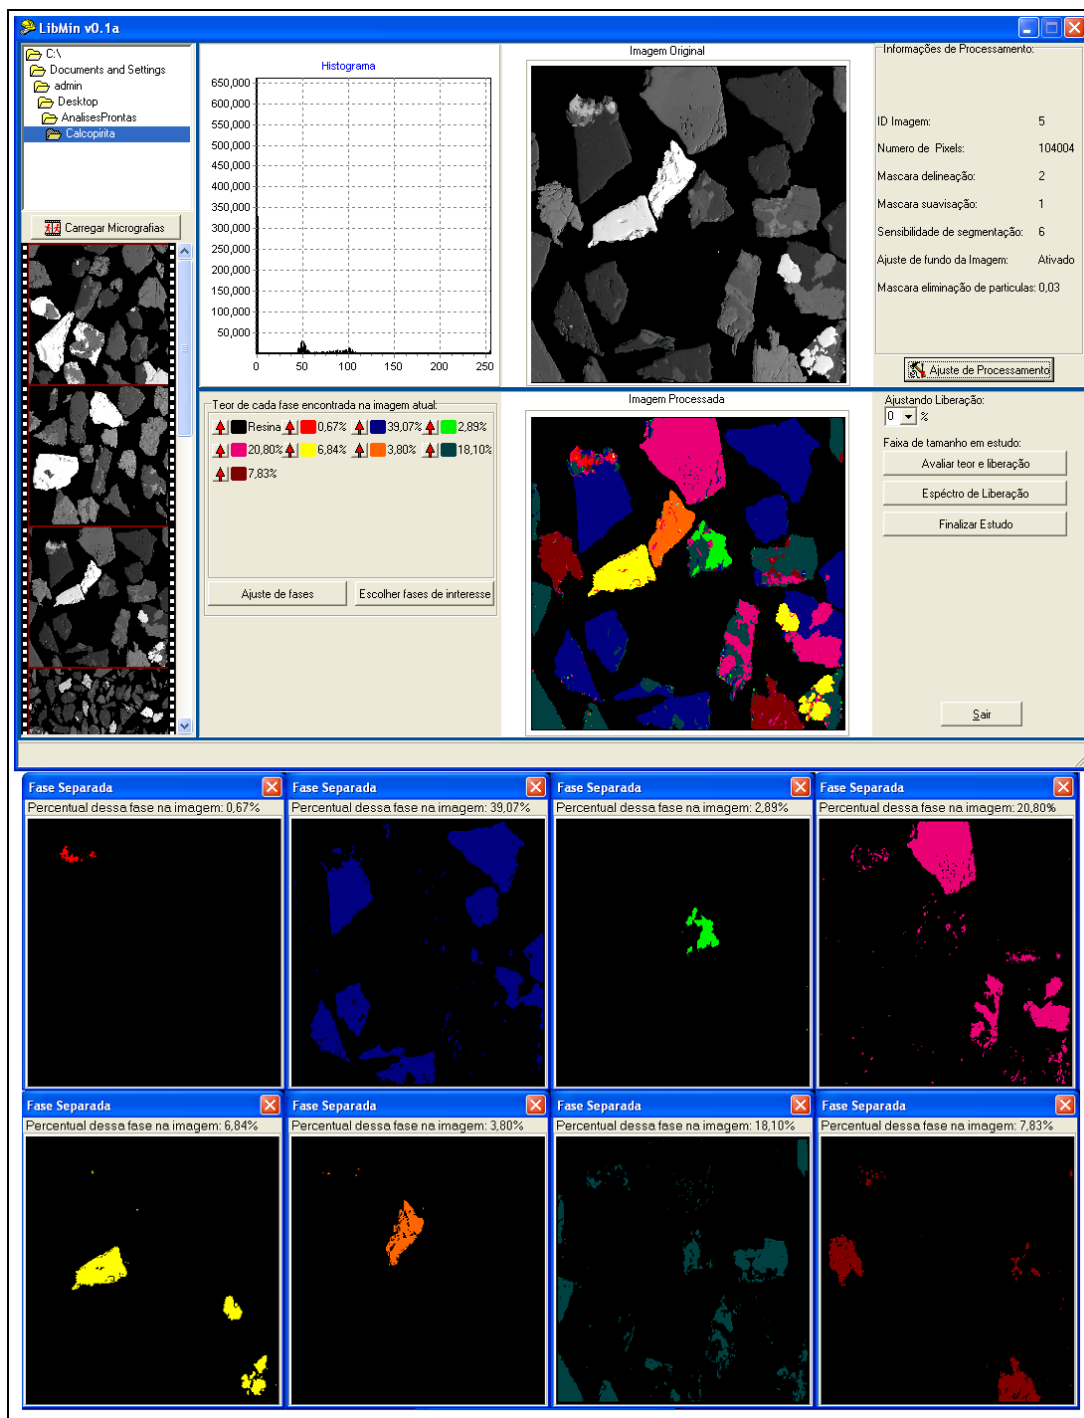 LibMin v0.1a
C:\
Documents and Settings
admin
Desktop
AnalisesProntas
Calcopirita
Carregar Micrografias
Histograma
650,000
600,000
550,000
500,000
450,000
400,000
350,000
300,000
250,000
200,000
150,000
100,000
50,000
0 50 100 150 200 250
Imagem Original
Informações de Processamento:
ID Imagem: 5
Numero de Pixels: 104004
Mascara delineação: 2
Mascara suavisação: 1
Sensibilidade de segmentação: 6
Ajuste de fundo da Imagem: Ativado
Mascara eliminação de particulas: 0,03
Ajuste de Processamento
Teor de cada fase encontrada na imagem atual:
Resina 0,67% 39,07% 2,89%
20,80% 6,84% 3,80% 18,10%
7,83%
Ajuste de fases
Escolher fases de inrteresse
Imagem Processada
Ajustando Liberação:
0 %
Faixa de tamanho em estudo:
Avaliar teor e liberação
Espéctro de Liberação
Finalizar Estudo
Sair
Fase Separada
Percentual dessa fase na imagem: 0,67%
Fase Separada
Percentual dessa fase na imagem: 39,07%
Fase Separada
Percentual dessa fase na imagem: 2,89%
Fase Separada
Percentual dessa fase na imagem: 20,80%
Fase Separada
Percentual dessa fase na imagem: 6,84%
Fase Separada
Percentual dessa fase na imagem: 3,80%
Fase Separada
Percentual dessa fase na imagem: 18,10%
Fase Separada
Percentual dessa fase na imagem: 7,83%